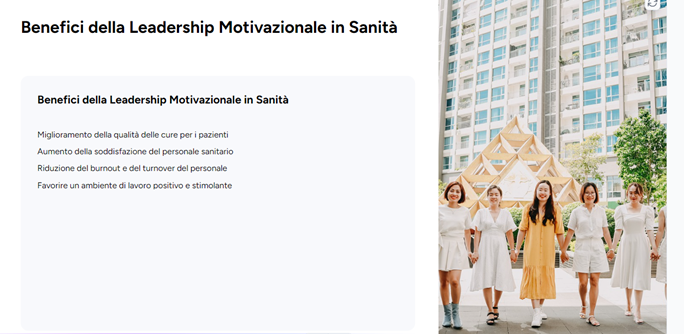 Benefici della Leadership Motivazionale in Sanità
Benefici della Leadership Motivazionale in Sanità
Miglioramento della qualità delle cure per i pazienti
Aumento della soddisfazione del personale sanitario
Riduzione del burnout e del turnover del personale
Favorire un ambiente di lavoro positivo e stimolante